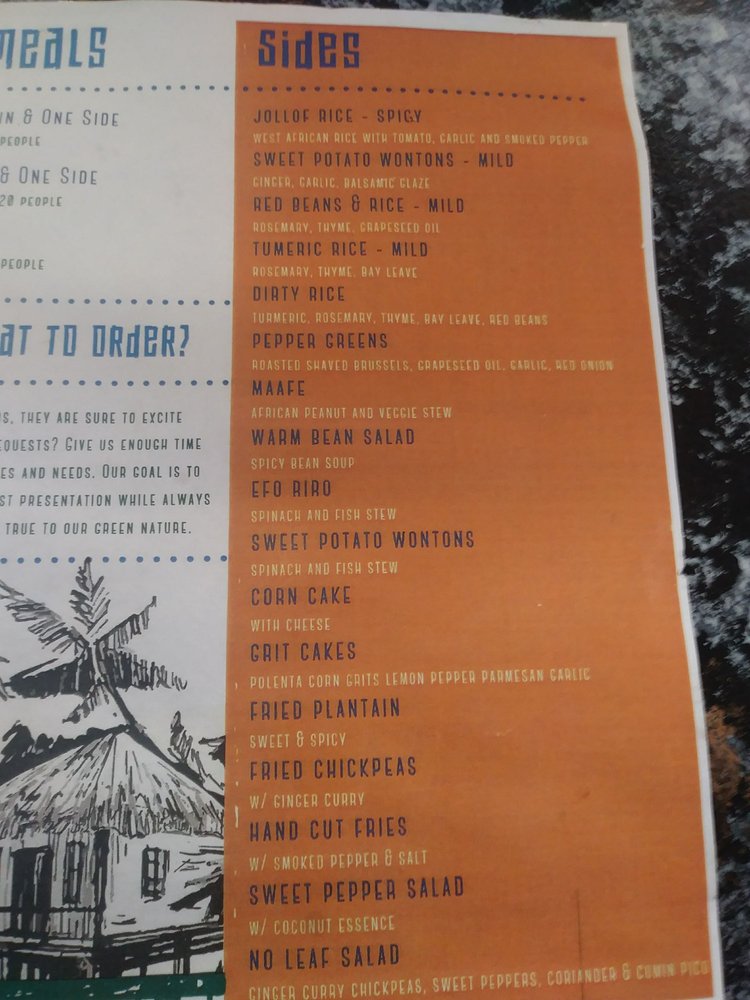 MEALS
& ONE SIDE
PEOPLE
& ONE SIDE
20 PEOPLE
PEOPLE
AT TO ORDER?
US, THEY ARE SURE TO EXCITE
EQUESTS? GIVE US ENOUGH TIME
ES AND NEEDS. OUR GOAL IS TO
ST PRESENTATION WHILE ALWAYS
TRUE TO OUR GREEN NATURE.
SIDES
JOLLOF RICE - SPICY
WEST AFRICAN RICE WITH TOMATO, GARLIC AND SMOKED PEPPER
SWEET POTATO WONTONS - MILD
GINGER, GARLIC, BALSAMIC GLAZE
RED BEANS & RICE - MILD
ROSEMARY, THYME, GRAPESEED OIL
TUMERIC RICE - MILD
ROSEMARY, THYME, BAY LEAVE
DIRTY RICE
TURMERIC, ROSEMARY, THYME, BAY LEAVE, RED BEANS
PEPPER GREENS
ROASTED SHAVED BRUSSELS, GRAPESEED OIL, GARLIC, RED ONION
MAAFE
AFRICAN PEANUT AND VEGGIE STEW
WARM BEAN SALAD
SPICY BEAN SOUP
EFO RIRO
SPINACH AND FISH STEW
SWEET POTATO WONTONS
SPINACH AND FISH STEW
CORN CAKE
WITH CHEESE
GRIT CAKES
POLENTA CORN GRITS LEMON PEPPER PARMESAN GARLIC
FRIED PLANTAIN
SWEET & SPICY
FRIED CHICKPEAS
W/ GINGER CURRY
HAND CUT FRIES
W/ SMOKED PEPPER & SALT
SWEET PEPPER SALAD
W/ COCONUT ESSENCE
NO LEAF SALAD
GINGER CURRY CHICKPEAS, SWEET PEPPERS, CORIANDER & CUMIN PICO